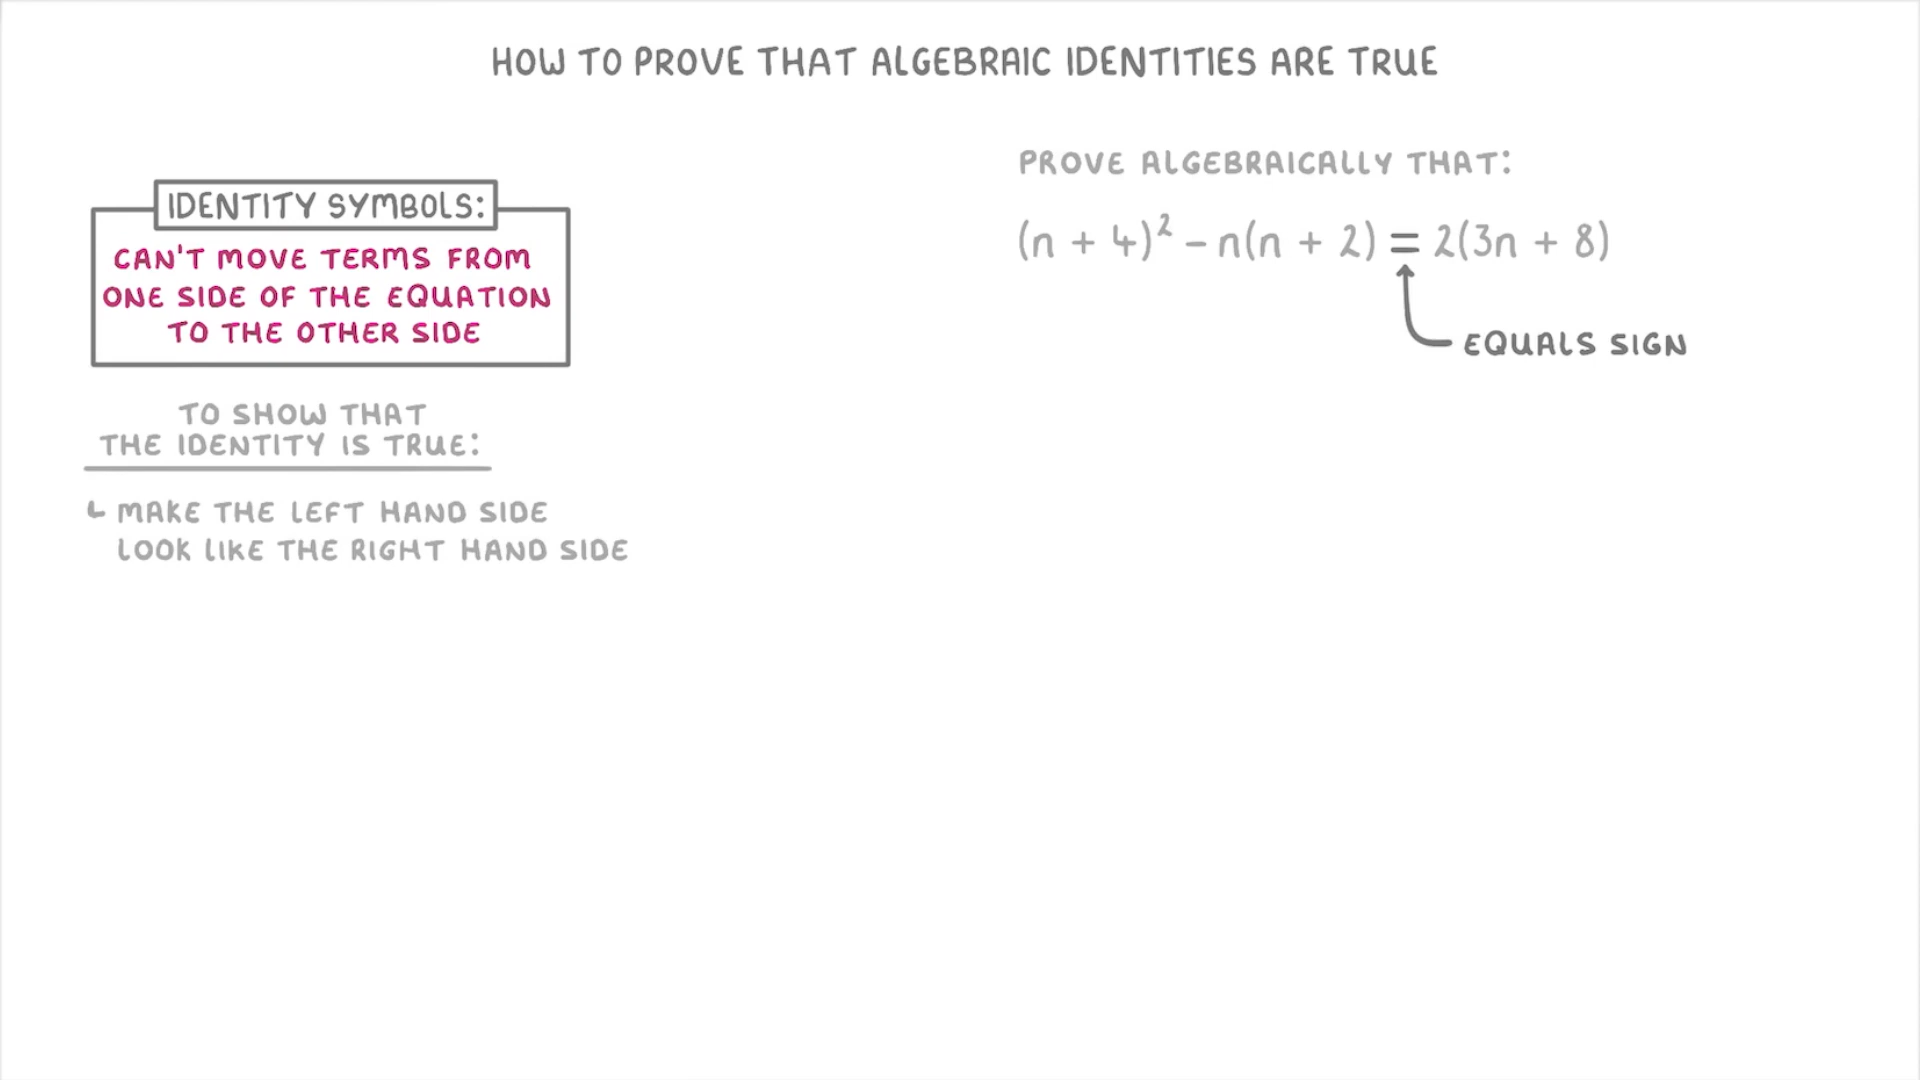 HOW TO PROVE THAT ALGEBRAIC IDENTITIES ARE TRUE
IDENTITY SYMBOLS:
CAN'T MOVE TERMS FROM
ONE SIDE OF THE EQUATION
TO THE OTHER SIDE
TO SHOW THAT
THE IDENTITY IS TRUE:
↳ MAKE THE LEFT HAND SIDE
LOOK LIKE THE RIGHT HAND SIDE
PROVE ALGEBRAICALLY THAT:
(n + 4)² - n(n + 2) = 2(3n + 8)
EQUALS SIGN